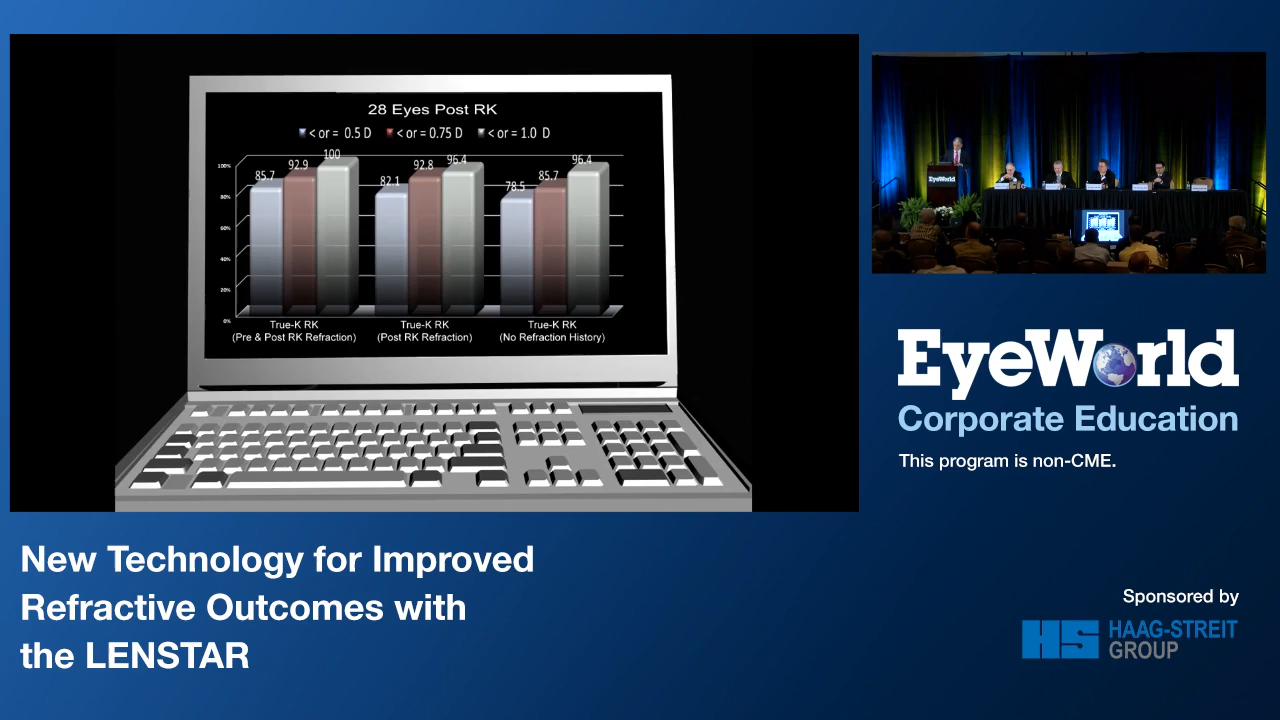 28 Eyes Post RK
< or = 0.5 D < or = 0.75 D < or = 1.0 D
100%
80%
60%
40%
20%
0%
85.7
92.9
100
82.1
92.8
96.4
78.5
85.7
96.4
True-K RK
(Pre & Post RK Refraction)
True-K RK
(Post RK Refraction)
True-K RK
(No Refraction History)
EyeWorld
EyeWorld
Corporate Education
This program is non-CME.
New Technology for Improved
Refractive Outcomes with
the LENSTAR
Sponsored by
HS HAAG-STREIT
GROUP